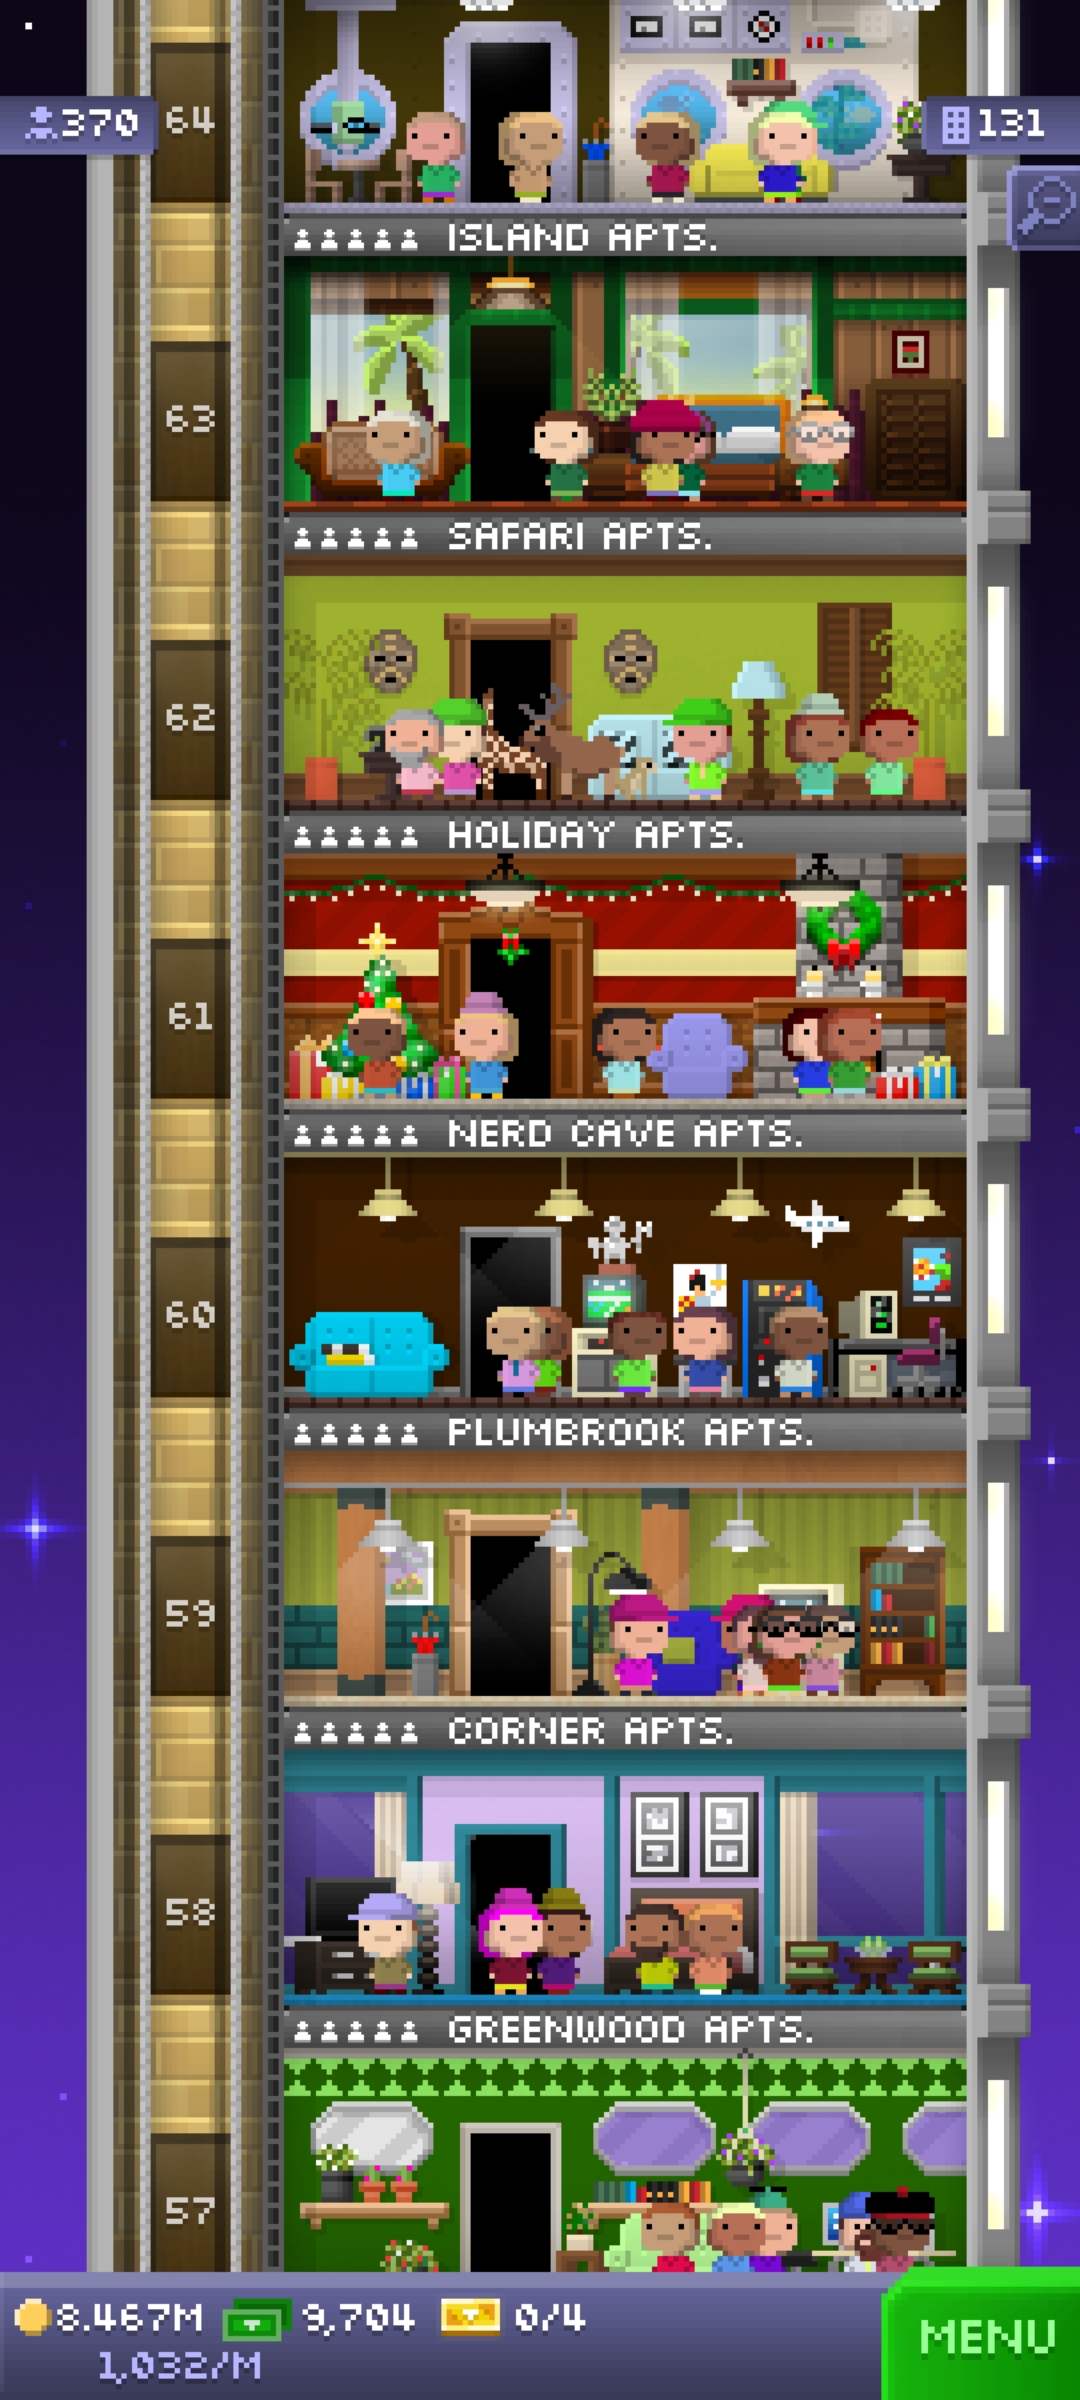 370
64
131
ISLAND APTS.
63
SAFARI APTS.
62
HOLIDAY APTS.
61
NERD CAVE APTS.
60
PLUMBROOK APTS.
59
CORNER APTS.
58
GREENWOOD APTS.
57
8.467M 9,704 0/4
1,032/M
MENU